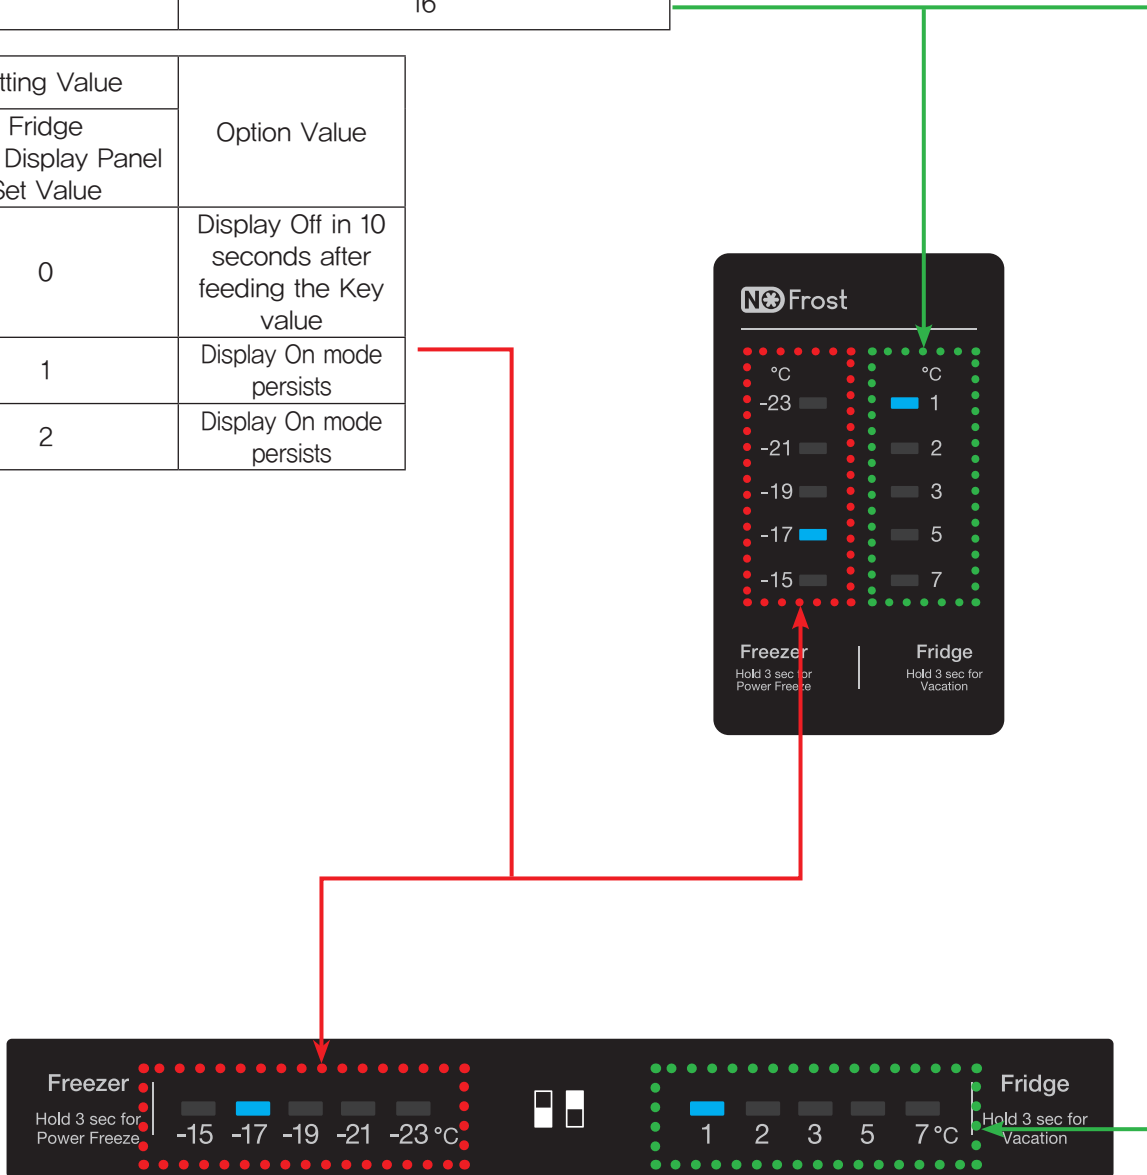 16
Setting Value
Option Value
Fridge
Display Panel
Set Value
0
Display Off in 10
seconds after
feeding the Key
value
1
Display On mode
persists
2
Display On mode
persists
NO Frost
°C °C
-23 1
-21 2
-19 3
-17 5
-15 7
Freezer
Hold 3 sec for
Power Freeze
Fridge
Hold 3 sec for
Vacation
Freezer
Hold 3 sec for
Power Freeze
-15 -17 -19 -21 -23 °C
1 2 3 5 7 °C
Fridge
Hold 3 sec for
Vacation